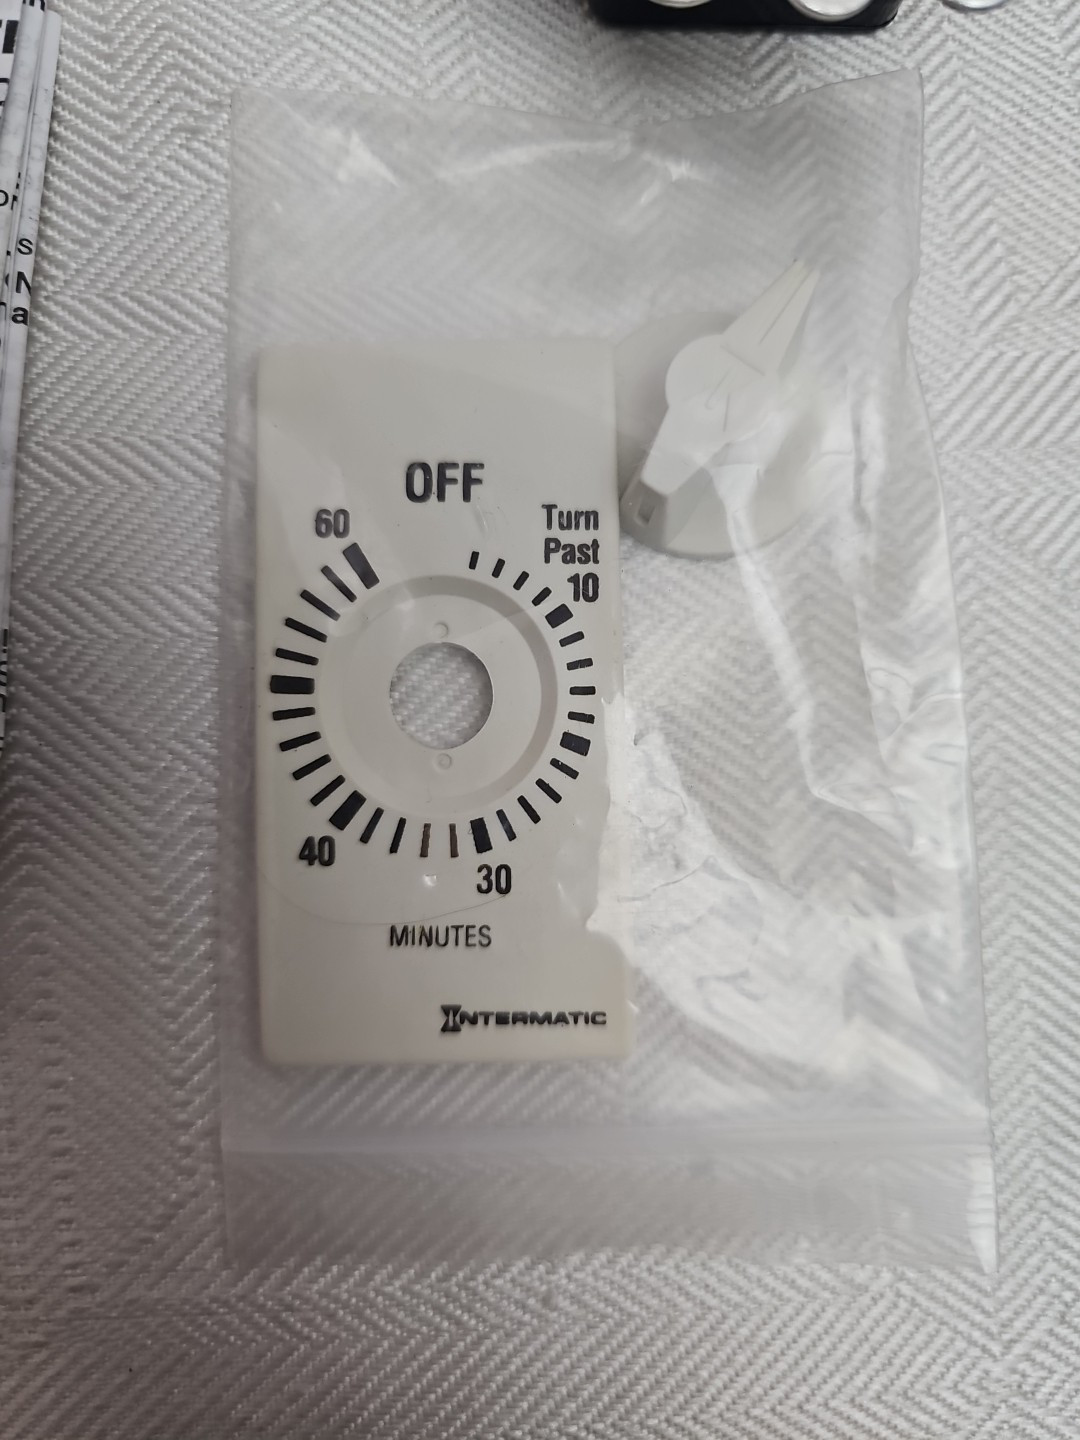 OFF
60
Turn
Past
10
40
30
MINUTES
INTERMATIC